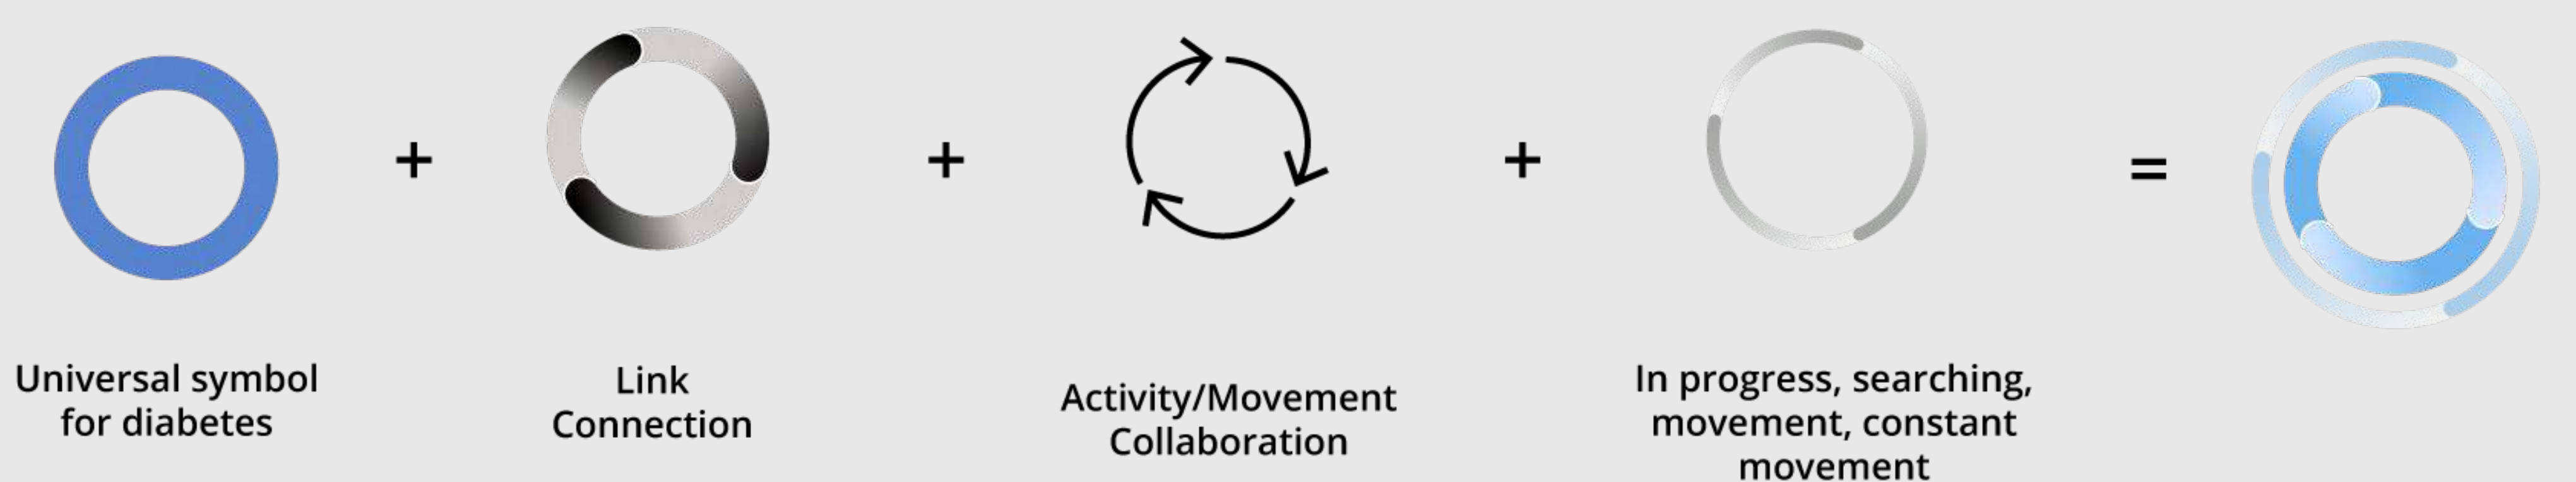 Universal symbol
for diabetes
+
Link
Connection
+
Activity/Movement
Collaboration
+
In progress, searching,
movement, constant
movement
=